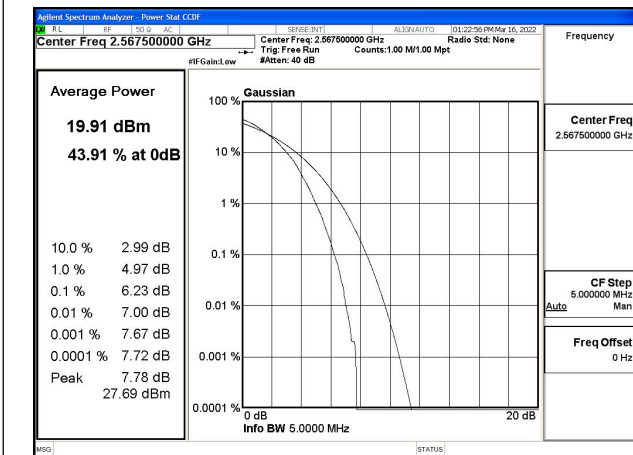 Agilent Spectrum Analyzer - Power Stat CCDF
RL RF 50 Ω AC SENSE:INT ALIGN AUTO 01:22:56 PM Mar 16, 2022
Center Freq 2.567500000 GHz
Center Freq: 2.567500000 GHz Radio Std: None
Trig: Free Run Counts:1.00 M/1.00 Mpt
#IFGain:Low #Atten: 40 dB
Frequency
Average Power
19.91 dBm
43.91 % at 0dB
10.0 % 2.99 dB
1.0 % 4.97 dB
0.1 % 6.23 dB
0.01 % 7.00 dB
0.001 % 7.67 dB
0.0001 % 7.72 dB
Peak 7.78 dB
27.69 dBm
Gaussian
100 %
10 %
1 %
0.1 %
0.01 %
0.001 %
0.0001 %
0 dB 20 dB
Info BW 5.0000 MHz
Center Freq
2.567500000 GHz
CF Step
5.000000 MHz
Auto Man
Freq Offset
0 Hz
MSG STATUS